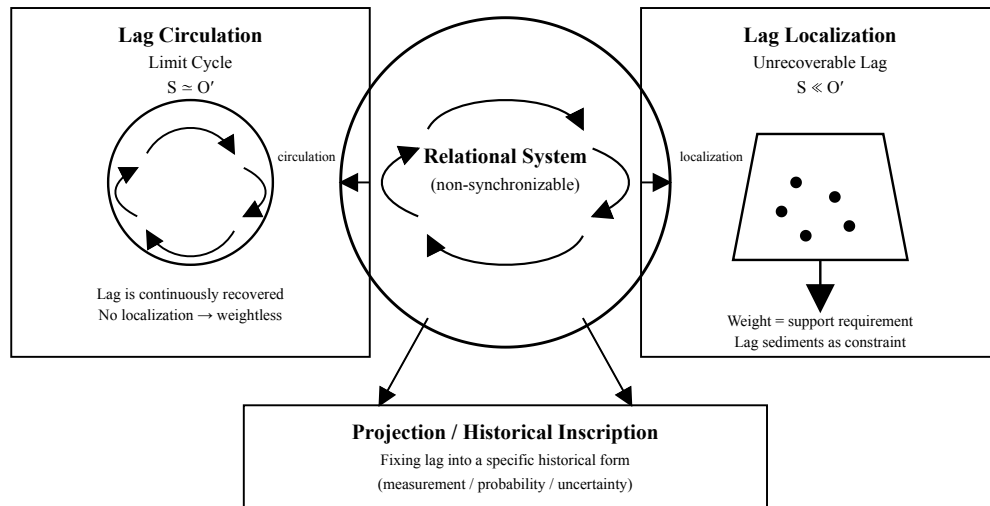 Lag Circulation
Limit Cycle
S ≃ O′
circulation
Lag is continuously recovered
No localization → weightless
Relational System
(non-synchronizable)
Lag Localization
Unrecoverable Lag
S ≪ O′
localization
Weight = support requirement
Lag sediments as constraint
Projection / Historical Inscription
Fixing lag into a specific historical form
(measurement / probability / uncertainty)